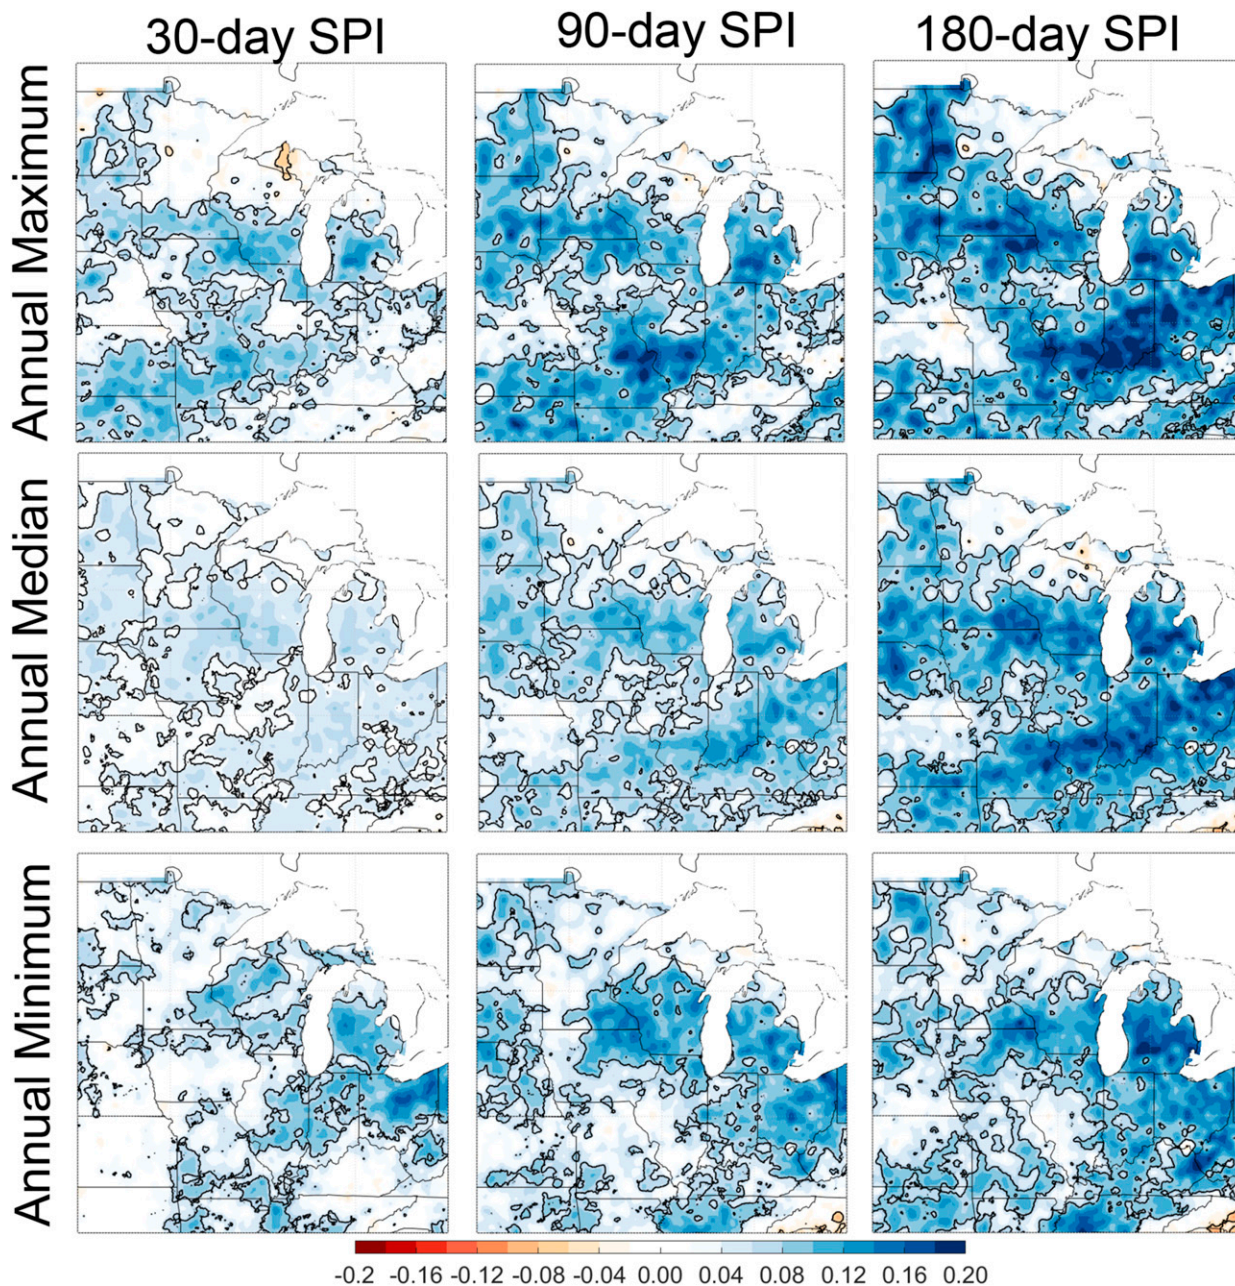 30-day SPI
90-day SPI
180-day SPI
Annual Maximum
Annual Median
Annual Minimum
-0.2 -0.16 -0.12 -0.08 -0.04 0.00 0.04 0.08 0.12 0.16 0.20